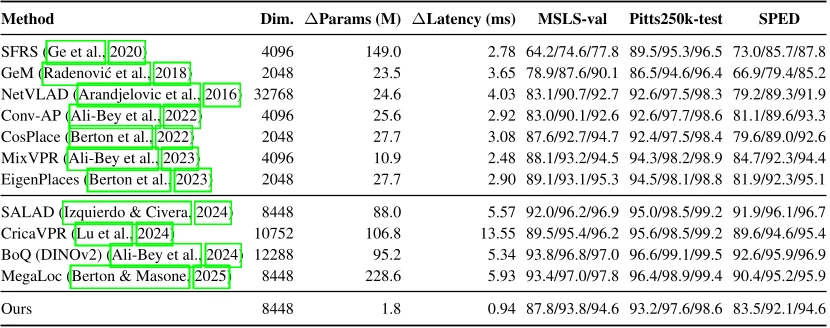 Method Dim. △Params (M) △Latency (ms) MSLS-val Pitts250k-test SPED
SFRS (Ge et al., 2020) 4096 149.0 2.78 64.2/74.6/77.8 89.5/95.3/96.5 73.0/85.7/87.8
GeM (Radenović et al., 2018) 2048 23.5 3.65 78.9/87.6/90.1 86.5/94.6/96.4 66.9/79.4/85.2
NetVLAD (Arandjelovic et al., 2016) 32768 24.6 4.03 83.1/90.7/92.7 92.6/97.5/98.3 79.2/89.3/91.9
Conv-AP (Ali-Bey et al., 2022) 4096 25.6 2.92 83.0/90.1/92.6 92.6/97.7/98.6 81.1/89.6/93.3
CosPlace (Berton et al., 2022) 2048 27.7 3.08 87.6/92.7/94.7 92.4/97.5/98.4 79.6/89.0/92.6
MixVPR (Ali-Bey et al., 2023) 4096 10.9 2.48 88.1/93.2/94.5 94.3/98.2/98.9 84.7/92.3/94.4
EigenPlaces (Berton et al., 2023) 2048 27.7 2.90 89.1/93.1/95.3 94.5/98.1/98.8 81.9/92.3/95.1
SALAD (Izquierdo & Civera, 2024) 8448 88.0 5.57 92.0/96.2/96.9 95.0/98.5/99.2 91.9/96.1/96.7
CricaVPR (Lu et al., 2024) 10752 106.8 13.55 89.5/95.4/96.2 95.6/98.5/99.2 89.6/94.6/95.4
BoQ (DINOv2) (Ali-Bey et al., 2024) 12288 95.2 5.34 93.8/96.8/97.0 96.6/99.1/99.5 92.6/95.9/96.9
MegaLoc (Berton & Masone, 2025) 8448 228.6 5.93 93.4/97.0/97.8 96.4/99.3/99.4 90.4/95.2/95.9
Ours 8448 1.8 0.94 87.8/93.8/94.6 93.2/97.6/98.6 83.5/92.1/94.6